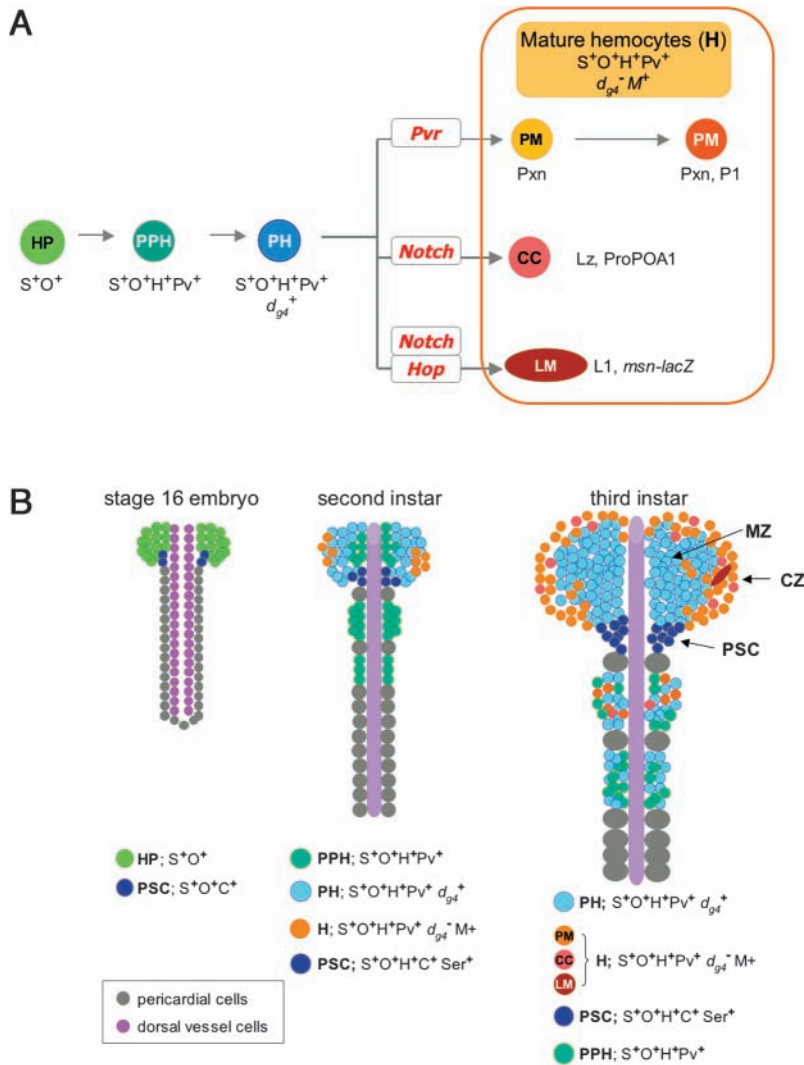 A
Mature hemocytes (H)
S⁺O⁺H⁺Pv⁺
d_g4⁻ M⁺
Pvr
PM
PM
Pxn
Pxn, P1
HP
PPH
PH
Notch
CC
Lz, ProPOA1
S⁺O⁺
S⁺O⁺H⁺Pv⁺
S⁺O⁺H⁺Pv⁺
d_g4⁺
Notch
Hop
LM
L1, msn-lacZ
B
stage 16 embryo
second instar
third instar
MZ
CZ
PSC
HP; S⁺O⁺
PSC; S⁺O⁺C⁺
PPH; S⁺O⁺H⁺Pv⁺
PH; S⁺O⁺H⁺Pv⁺ d_g4⁺
H; S⁺O⁺H⁺Pv⁺ d_g4⁻ M+
PSC; S⁺O⁺H⁺C⁺ Ser⁺
PH; S⁺O⁺H⁺Pv⁺ d_g4⁺
PM
CC
LM
H; S⁺O⁺H⁺Pv⁺ d_g4⁻ M+
PSC; S⁺O⁺H⁺C⁺ Ser⁺
PPH; S⁺O⁺H⁺Pv⁺
pericardial cells
dorsal vessel cells